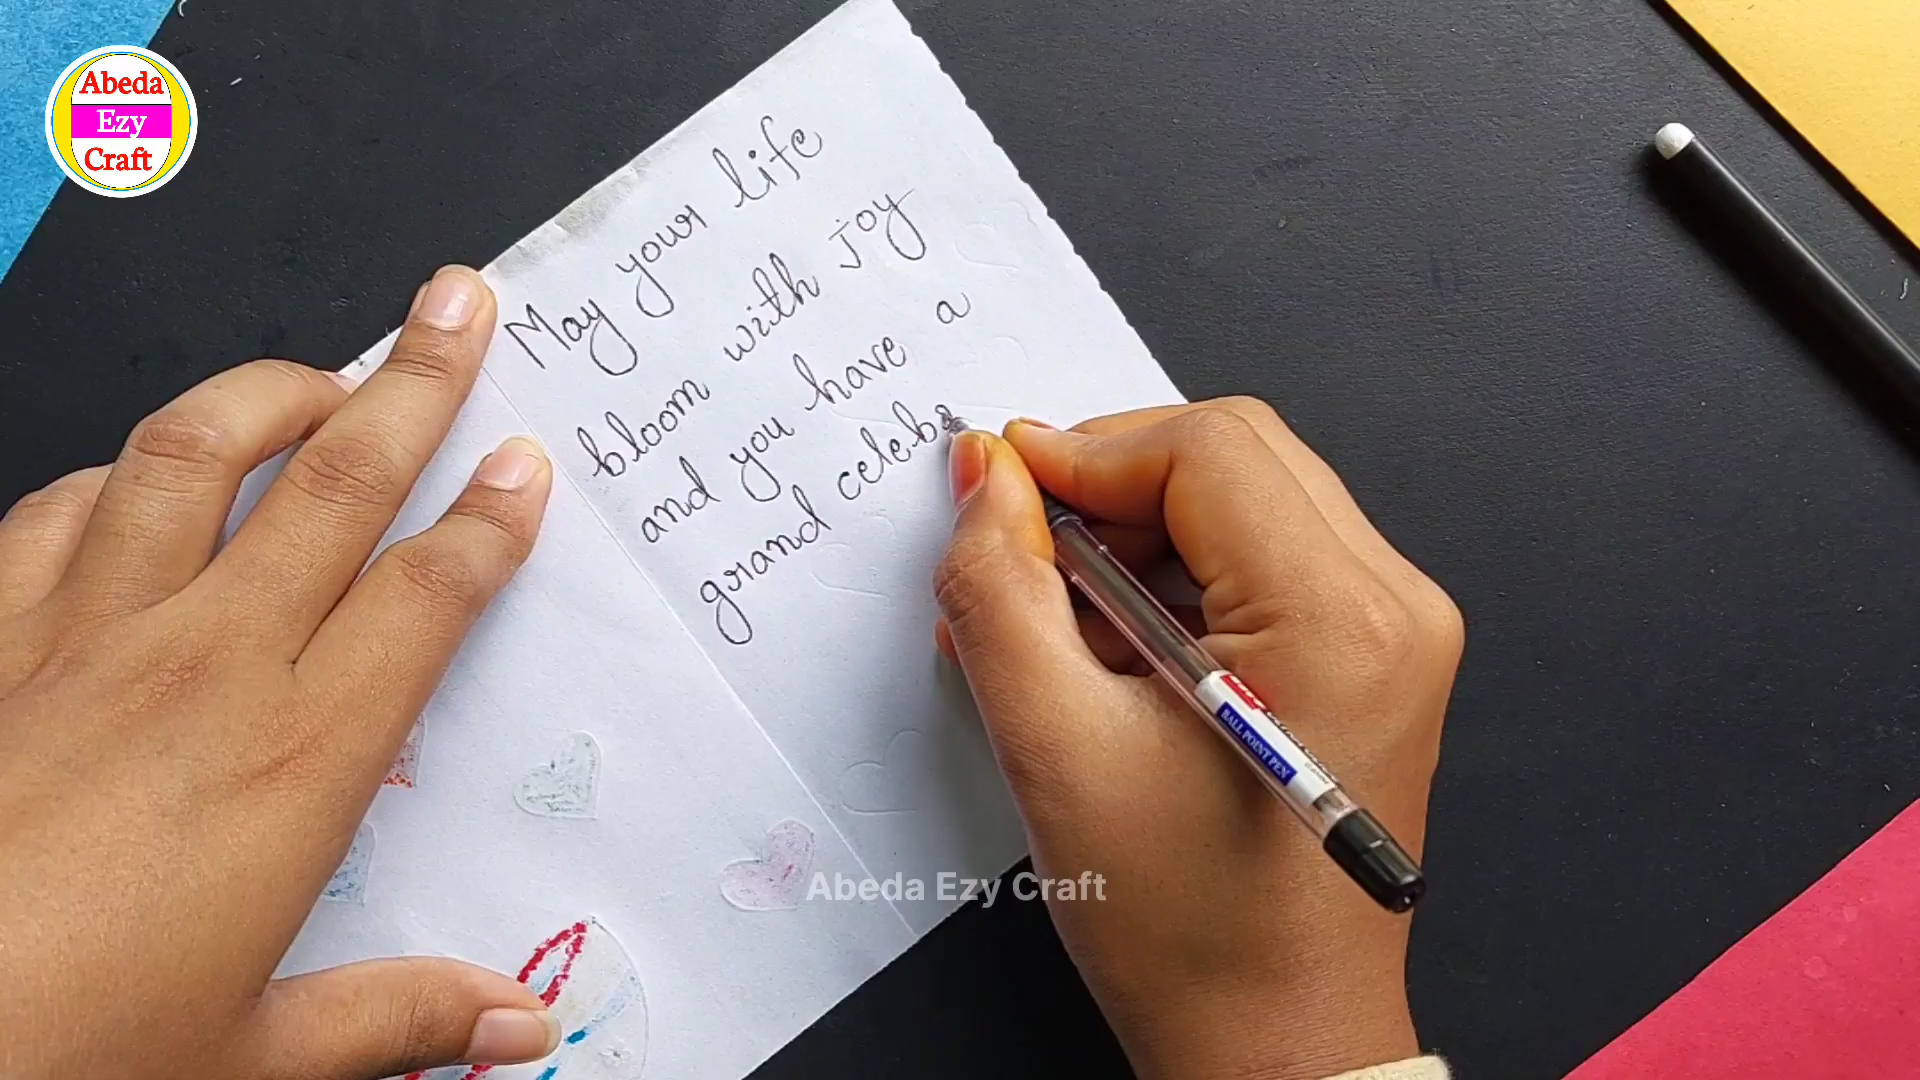 Abeda
Ezy
Craft
May your life
bloom with joy
and you have a
grand celeb
BALL POINT PEN
Abeda Ezy Craft